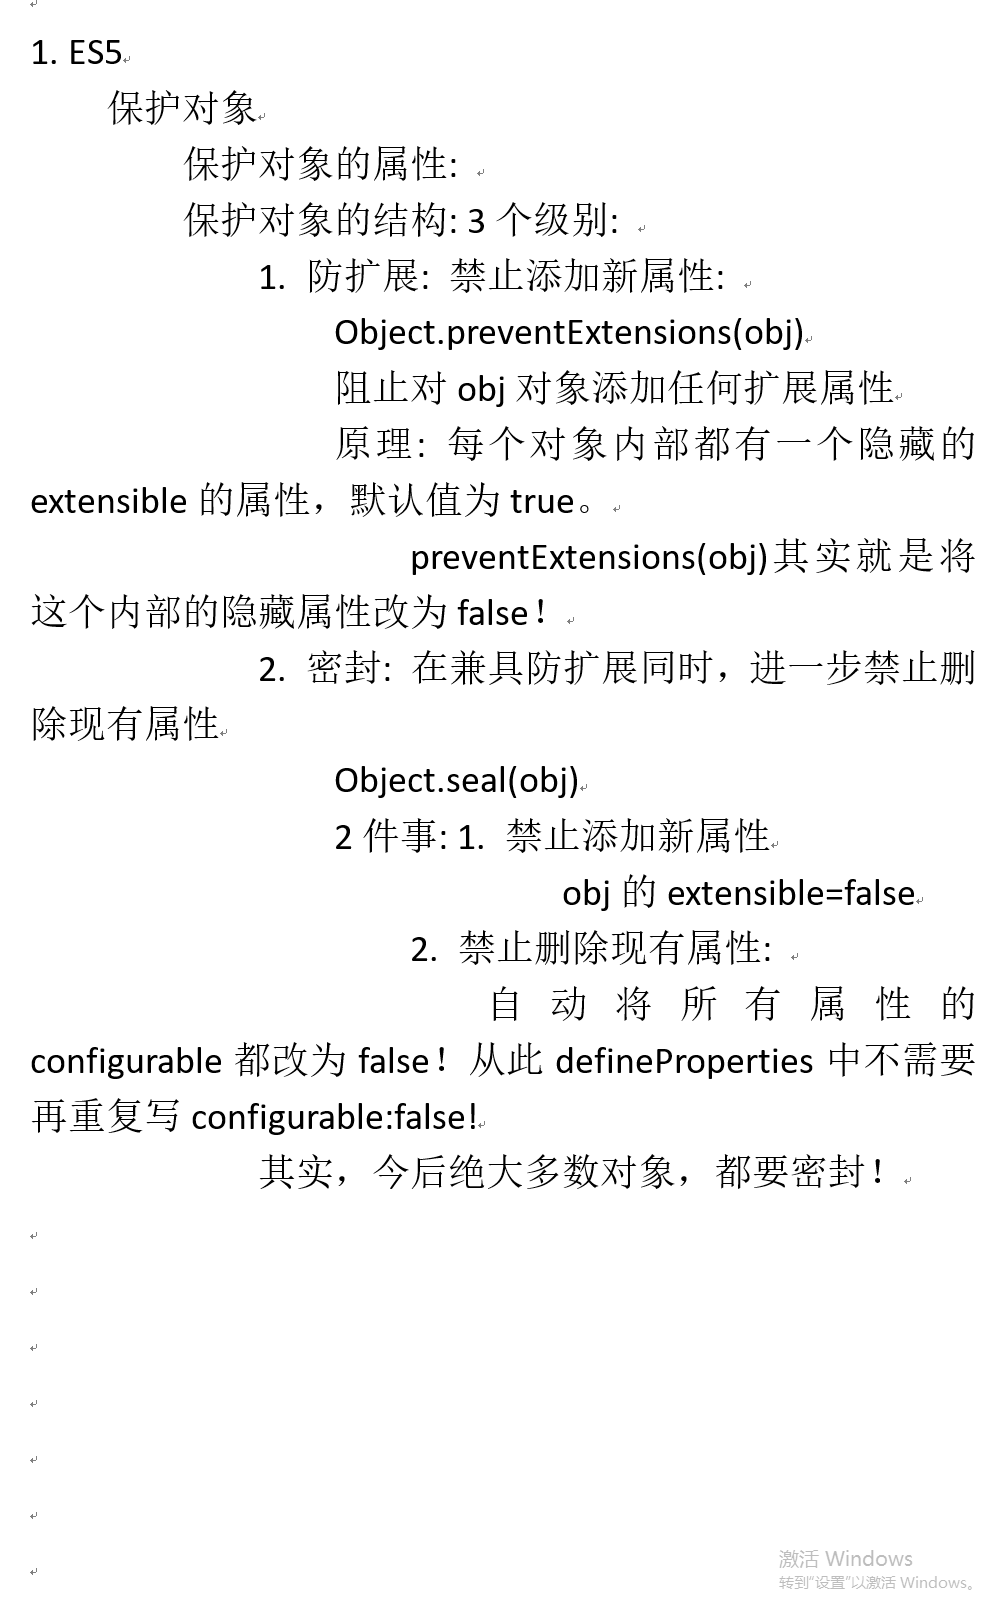 1. ES5
保护对象
保护对象的属性:
保护对象的结构: 3 个级别:
1. 防扩展: 禁止添加新属性:
Object.preventExtensions(obj)
阻止对 obj 对象添加任何扩展属性
原理: 每个对象内部都有一个隐藏的
extensible 的属性，默认值为 true。
preventExtensions(obj)其实就是将
这个内部的隐藏属性改为 false！
2. 密封: 在兼具防扩展同时，进一步禁止删
除现有属性
Object.seal(obj)
2 件事: 1. 禁止添加新属性
obj 的 extensible=false
2. 禁止删除现有属性:
自动将所有属性的
configurable 都改为 false！从此 defineProperties 中不需要
再重复写 configurable:false!
其实，今后绝大多数对象，都要密封！
激活 Windows
转到“设置”以激活 Windows。